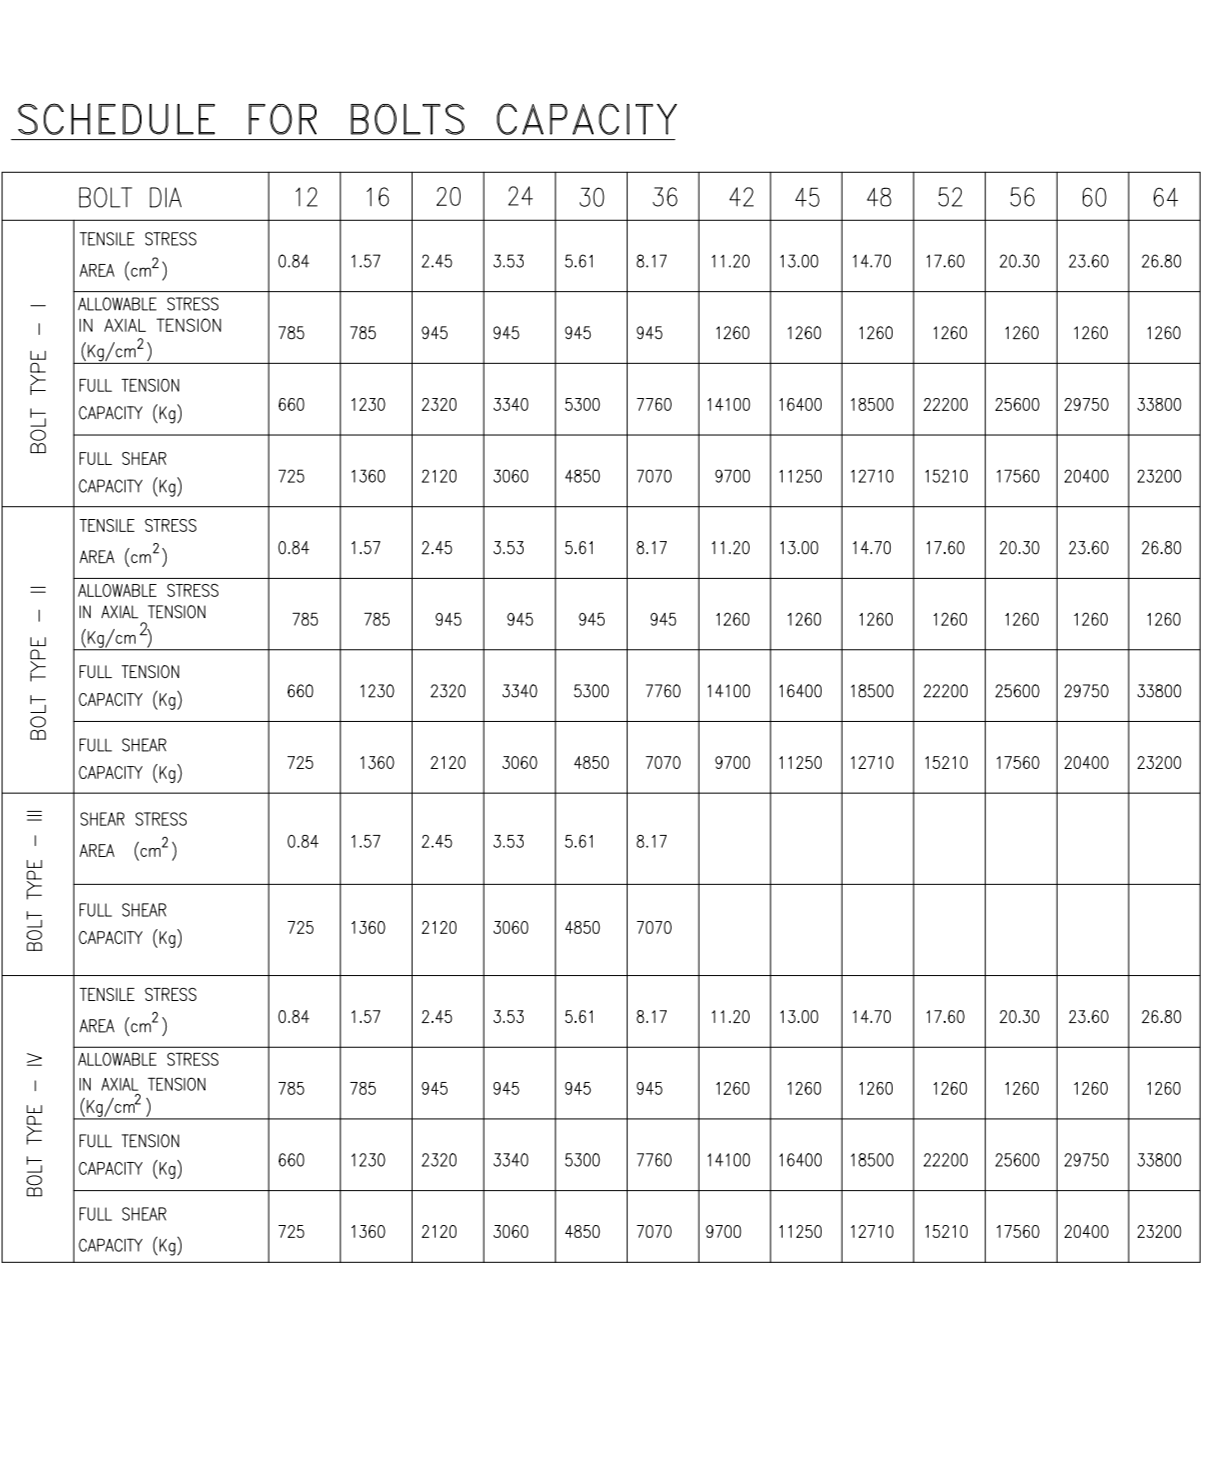 SCHEDULE FOR BOLTS CAPACITY
BOLT DIA 12 16 20 24 30 36 42 45 48 52 56 60 64
BOLT TYPE - I
TENSILE STRESS
AREA (cm2) 0.84 1.57 2.45 3.53 5.61 8.17 11.20 13.00 14.70 17.60 20.30 23.60 26.80
ALLOWABLE STRESS
IN AXIAL TENSION 785 785 945 945 945 945 1260 1260 1260 1260 1260 1260 1260
(Kg/cm2)
FULL TENSION
CAPACITY (Kg) 660 1230 2320 3340 5300 7760 14100 16400 18500 22200 25600 29750 33800
FULL SHEAR
CAPACITY (Kg) 725 1360 2120 3060 4850 7070 9700 11250 12710 15210 17560 20400 23200
BOLT TYPE - II
TENSILE STRESS
AREA (cm2) 0.84 1.57 2.45 3.53 5.61 8.17 11.20 13.00 14.70 17.60 20.30 23.60 26.80
ALLOWABLE STRESS
IN AXIAL TENSION 785 785 945 945 945 945 1260 1260 1260 1260 1260 1260 1260
(Kg/cm2)
FULL TENSION
CAPACITY (Kg) 660 1230 2320 3340 5300 7760 14100 16400 18500 22200 25600 29750 33800
FULL SHEAR
CAPACITY (Kg) 725 1360 2120 3060 4850 7070 9700 11250 12710 15210 17560 20400 23200
BOLT TYPE - III
SHEAR STRESS
AREA (cm2) 0.84 1.57 2.45 3.53 5.61 8.17
FULL SHEAR
CAPACITY (Kg) 725 1360 2120 3060 4850 7070
BOLT TYPE - IV
TENSILE STRESS
AREA (cm2) 0.84 1.57 2.45 3.53 5.61 8.17 11.20 13.00 14.70 17.60 20.30 23.60 26.80
ALLOWABLE STRESS
IN AXIAL TENSION 785 785 945 945 945 945 1260 1260 1260 1260 1260 1260 1260
(Kg/cm2)
FULL TENSION
CAPACITY (Kg) 660 1230 2320 3340 5300 7760 14100 16400 18500 22200 25600 29750 33800
FULL SHEAR
CAPACITY (Kg) 725 1360 2120 3060 4850 7070 9700 11250 12710 15210 17560 20400 23200